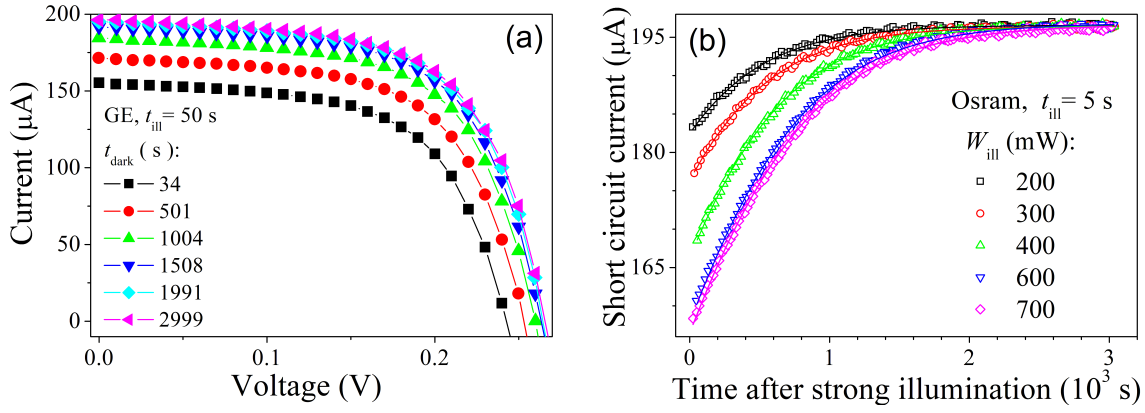 (a)
200
150
100
50
0
Current (μA)
GE, t_ill = 50 s
t_dark ( s ):
34
501
1004
1508
1991
2999
0.0
0.1
0.2
Voltage (V)
(b)
195
180
165
Short circuit current (μA)
Osram, t_ill = 5 s
W_ill (mW):
200
300
400
600
700
0
1
2
3
Time after strong illumination (10³ s)